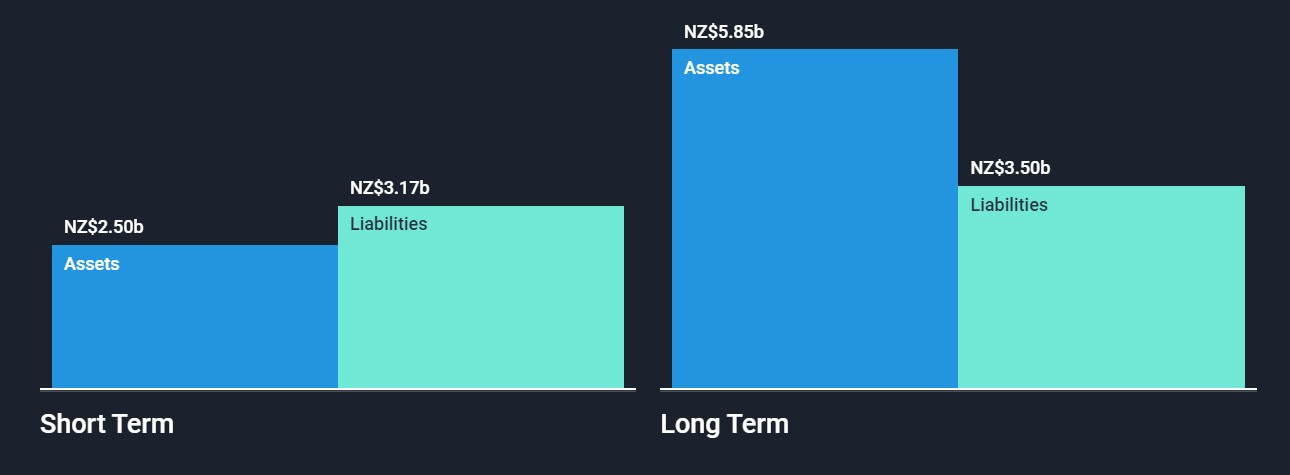 NZ$2.50b
Assets
NZ$3.17b
Liabilities
Short Term
NZ$5.85b
Assets
NZ$3.50b
Liabilities
Long Term